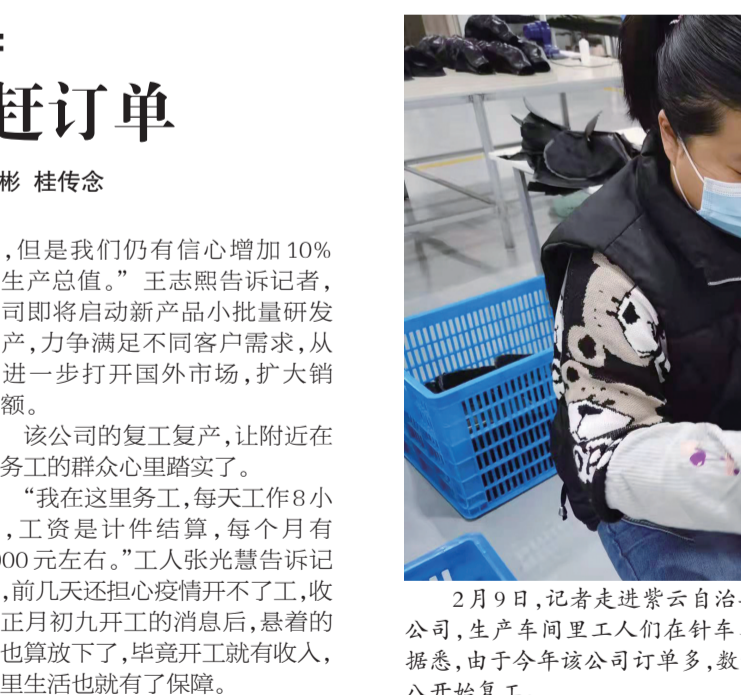 赶订单
彬 桂传念
，但是我们仍有信心增加10%
生产总值。” 王志熙告诉记者，
司即将启动新产品小批量研发
产，力争满足不同客户需求，从
进一步打开国外市场，扩大销
额。
该公司的复工复产，让附近在
务工的群众心里踏实了。
“我在这里务工，每天工作8小
，工资是计件结算，每个月有
00元左右。”工人张光慧告诉记
，前几天还担心疫情开不了工，收
正月初九开工的消息后，悬着的
也算放下了，毕竟开工就有收入，
里生活也就有了保障。
2月9日，记者走进紫云自治
公司，生产车间里工人们在针车
据悉，由于今年该公司订单多，数